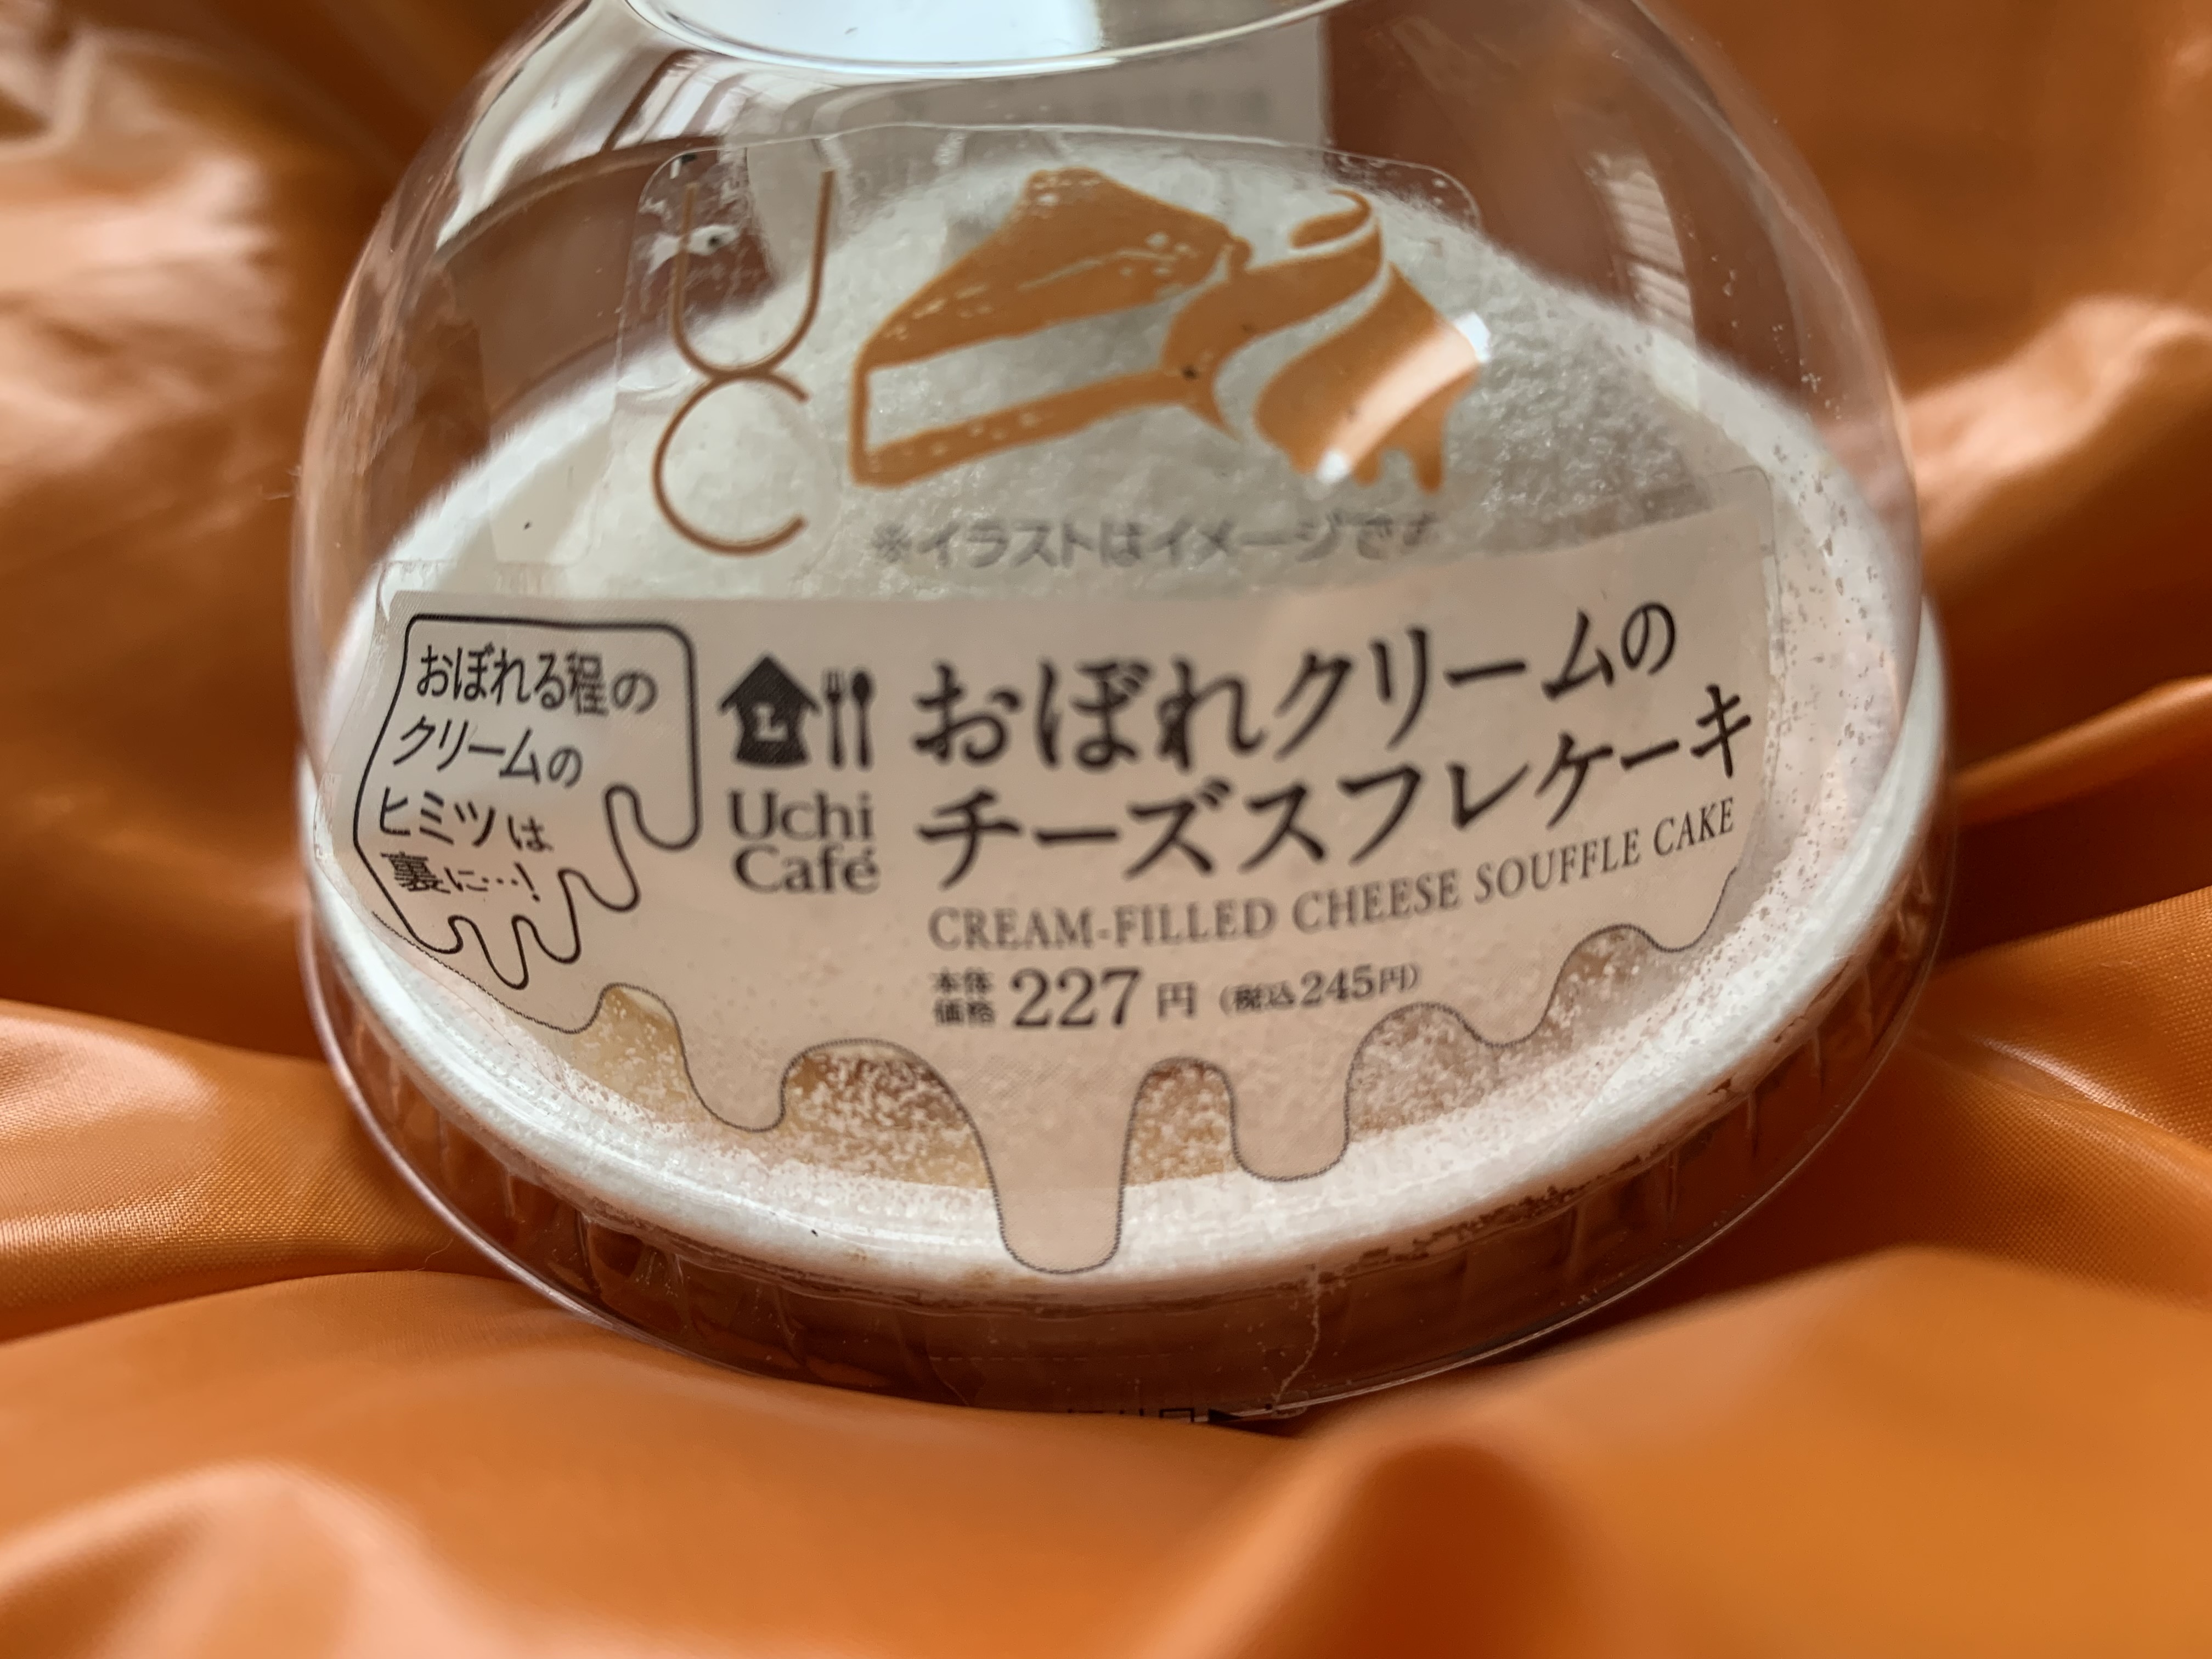 UC
※イラストはイメージです
おぼれる程の
クリームの
ヒミツは
裏に…!
L
Uchi
Café
おぼれクリームの
チーズスフレケーキ
CREAM-FILLED CHEESE SOUFFLE CAKE
本体
価格 227円 (税込245円)